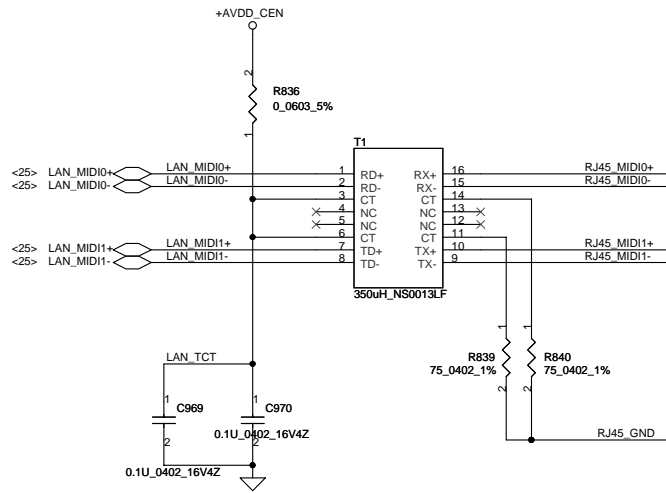 +AVDD_CEN
2
R836
0_0603_5%
1
T1
<25> LAN_MIDI0+ LAN_MIDI0+ 1 RD+ RX+ 16 RJ45_MIDI0+
<25> LAN_MIDI0- LAN_MIDI0- 2 RD- RX- 15 RJ45_MIDI0-
3 CT CT 14
4 NC NC 13
5 NC NC 12
6 CT CT 11
<25> LAN_MIDI1+ LAN_MIDI1+ 7 TD+ TX+ 10 RJ45_MIDI1+
<25> LAN_MIDI1- LAN_MIDI1- 8 TD- TX- 9 RJ45_MIDI1-
350uH_NS0013LF
1 1
LAN_TCT
R839 R840
75_0402_1% 75_0402_1%
2 2
1 C969 1 C970
2 2
0.1U_0402_16V4Z
RJ45_GND
0.1U_0402_16V4Z